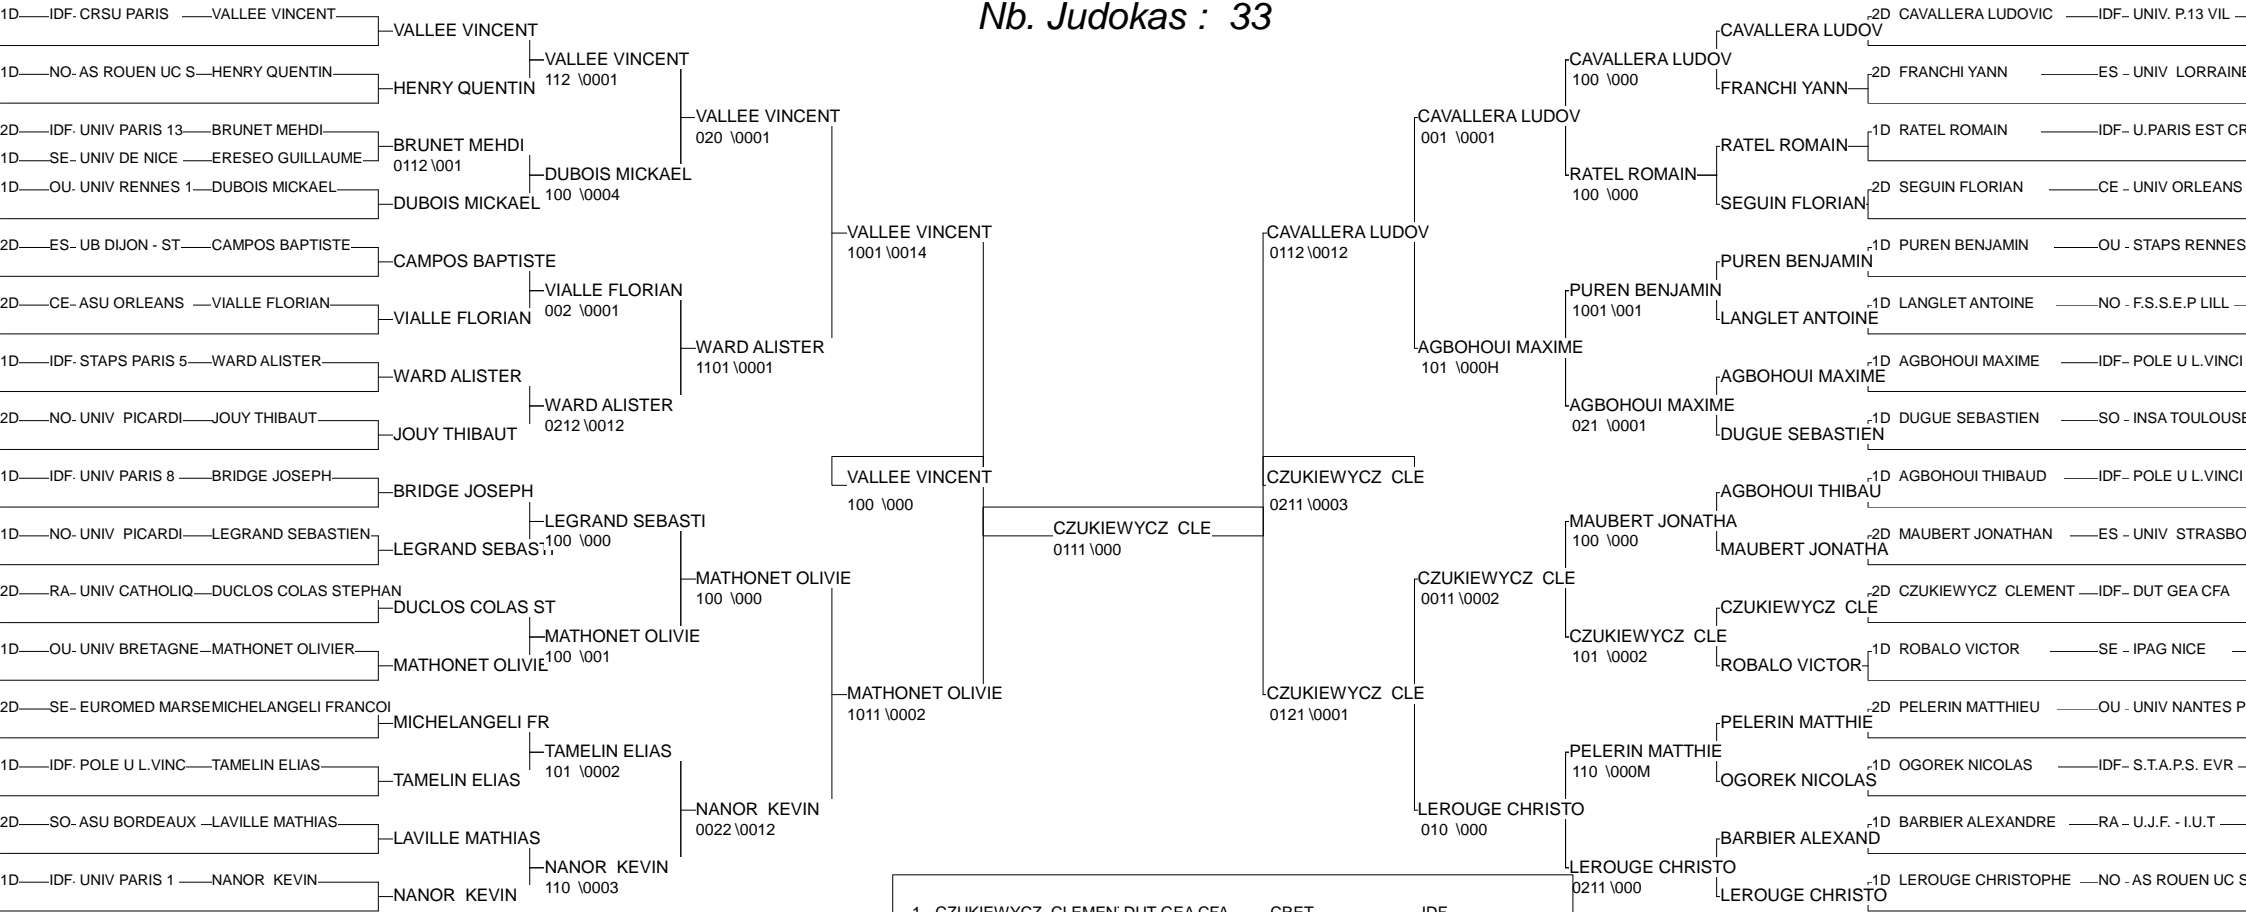 Nb. Judokas : 33
1D IDF- CRSU PARIS VALLEE VINCENT
1D NO- AS ROUEN UC S HENRY QUENTIN
2D IDF- UNIV PARIS 13 BRUNET MEHDI
1D SE- UNIV DE NICE ERESEO GUILLAUME
1D OU- UNIV RENNES 1 DUBOIS MICKAEL
2D ES- UB DIJON - ST CAMPOS BAPTISTE
2D CE- ASU ORLEANS VIALLE FLORIAN
1D IDF- STAPS PARIS 5 WARD ALISTER
2D NO- UNIV PICARDI JOUY THIBAUT
1D IDF- UNIV PARIS 8 BRIDGE JOSEPH
1D NO- UNIV PICARDI LEGRAND SEBASTIEN
2D RA- UNIV CATHOLIQ DUCLOS COLAS STEPHAN
1D OU- UNIV BRETAGNE MATHONET OLIVIER
2D SE- EUROMED MARSE MICHELANGELI FRANCOI
1D IDF- POLE U L.VINC TAMELIN ELIAS
2D SO- ASU BORDEAUX LAVILLE MATHIAS
1D IDF- UNIV PARIS 1 NANOR KEVIN
VALLEE VINCENT
HENRY QUENTIN
BRUNET MEHDI
0112 \001
DUBOIS MICKAEL
CAMPOS BAPTISTE
VIALLE FLORIAN
WARD ALISTER
JOUY THIBAUT
BRIDGE JOSEPH
LEGRAND SEBASTI
DUCLOS COLAS ST
MATHONET OLIVIE
MICHELANGELI FR
TAMELIN ELIAS
LAVILLE MATHIAS
NANOR KEVIN
VALLEE VINCENT
112 \0001
DUBOIS MICKAEL
100 \0004
VIALLE FLORIAN
002 \0001
WARD ALISTER
0212 \0012
LEGRAND SEBASTI
100 \000
MATHONET OLIVIE
100 \001
TAMELIN ELIAS
101 \0002
NANOR KEVIN
110 \0003
VALLEE VINCENT
020 \0001
WARD ALISTER
1101 \0001
MATHONET OLIVIE
100 \000
NANOR KEVIN
0022 \0012
VALLEE VINCENT
1001 \0014
VALLEE VINCENT
100 \000
MATHONET OLIVIE
1011 \0002
CZUKIEWYCZ CLE
0111 \000
CAVALLERA LUDOV
0112 \0012
CZUKIEWYCZ CLE
0211 \0003
CZUKIEWYCZ CLE
0121 \0001
CAVALLERA LUDOV
001 \0001
AGBOHOUI MAXIME
101 \000H
CZUKIEWYCZ CLE
0011 \0002
LEROUGE CHRISTO
010 \000
CAVALLERA LUDOV
100 \000
RATEL ROMAIN
100 \000
PUREN BENJAMIN
1001 \001
AGBOHOUI MAXIME
021 \0001
MAUBERT JONATHA
100 \000
CZUKIEWYCZ CLE
101 \0002
PELERIN MATTHIE
110 \000M
LEROUGE CHRISTO
0211 \000
CAVALLERA LUDOV
FRANCHI YANN
RATEL ROMAIN
SEGUIN FLORIAN
PUREN BENJAMIN
LANGLET ANTOINE
AGBOHOUI MAXIME
DUGUE SEBASTIEN
AGBOHOUI THIBAU
MAUBERT JONATHA
CZUKIEWYCZ CLE
ROBALO VICTOR
PELERIN MATTHIE
OGOREK NICOLAS
BARBIER ALEXAND
LEROUGE CHRISTO
2D CAVALLERA LUDOVIC IDF- UNIV. P.13 VIL
2D FRANCHI YANN ES - UNIV LORRAINE
1D RATEL ROMAIN IDF- U.PARIS EST CR
2D SEGUIN FLORIAN CE - UNIV ORLEANS
1D PUREN BENJAMIN OU - STAPS RENNES
1D LANGLET ANTOINE NO - F.S.S.E.P LILL
1D AGBOHOUI MAXIME IDF- POLE U L.VINCI
1D DUGUE SEBASTIEN SO - INSA TOULOUSE
1D AGBOHOUI THIBAUD IDF- POLE U L.VINCI
2D MAUBERT JONATHAN ES - UNIV STRASBO
2D CZUKIEWYCZ CLEMENT IDF- DUT GEA CFA
1D ROBALO VICTOR SE - IPAG NICE
2D PELERIN MATTHIEU OU - UNIV NANTES P
1D OGOREK NICOLAS IDF- S.T.A.P.S. EVR
1D BARBIER ALEXANDRE RA - U.J.F. - I.U.T
1D LEROUGE CHRISTOPHE NO - AS ROUEN UC S
1 CZUKIEWYCZ CLEMEN DUT GEA CFA CRET IDF